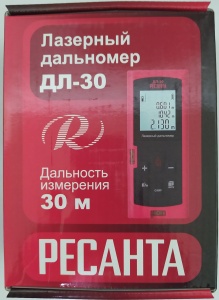 Лазерный
дальномер
ДЛ-30
R
Дальность
измерения
30 м
РЕСАНТА